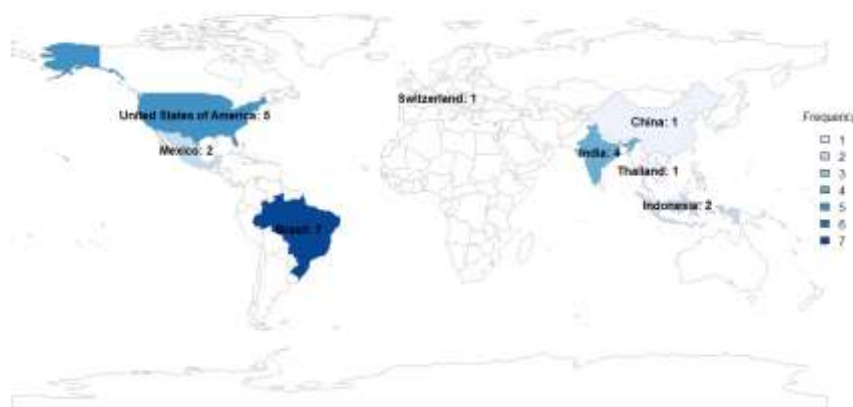 Switzerland: 1
United States of America: 5
China: 1
Mexico: 2
India: 4
Thailand: 1
Indonesia: 2
Brazil: 7
Frequency
1
2
3
4
5
6
7